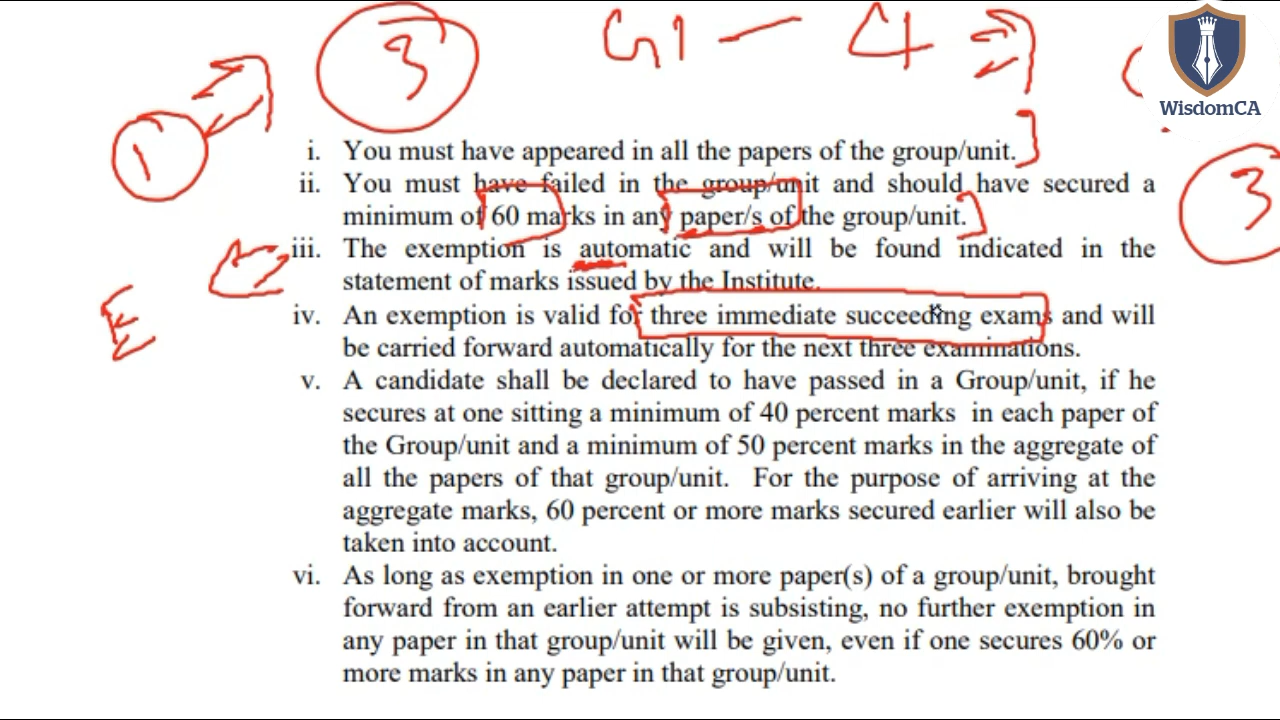 3 G1 - 4
WisdomCA
1
3
i. You must have appeared in all the papers of the group/unit.
ii. You must have failed in the group/unit and should have secured a
minimum of 60 marks in any paper/s of the group/unit.
iii. The exemption is automatic and will be found indicated in the
statement of marks issued by the Institute.
E
iv. An exemption is valid for three immediate succeeding exams and will
be carried forward automatically for the next three examinations.
v. A candidate shall be declared to have passed in a Group/unit, if he
secures at one sitting a minimum of 40 percent marks in each paper of
the Group/unit and a minimum of 50 percent marks in the aggregate of
all the papers of that group/unit. For the purpose of arriving at the
aggregate marks, 60 percent or more marks secured earlier will also be
taken into account.
vi. As long as exemption in one or more paper(s) of a group/unit, brought
forward from an earlier attempt is subsisting, no further exemption in
any paper in that group/unit will be given, even if one secures 60% or
more marks in any paper in that group/unit.